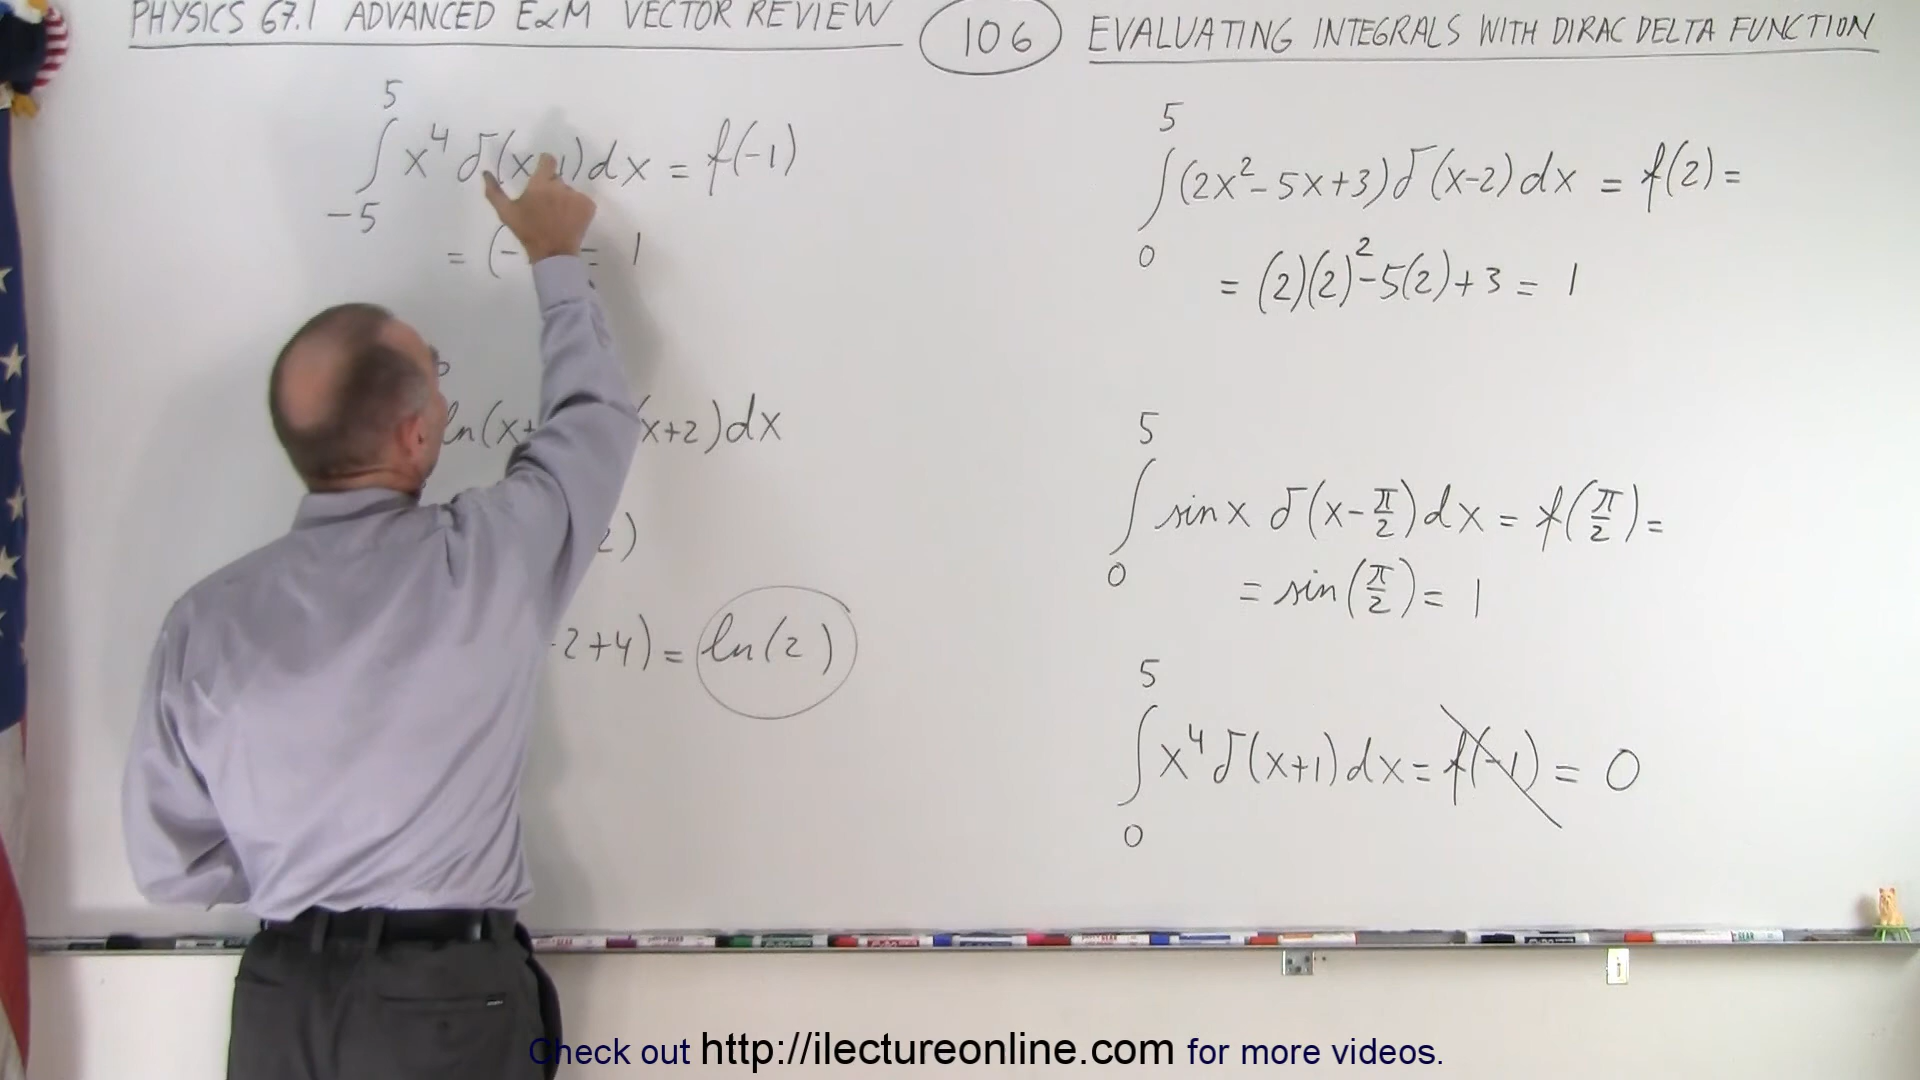 PHYSICS 67.1 ADVANCED E&M VECTOR REVIEW
106
EVALUATING INTEGRALS WITH DIRAC DELTA FUNCTION
5
∫ x⁴ δ(x 1)dx = f(-1)
-5
= (- = 1
ln(x+ (x+2)dx
2)
2+4) = ln(2)
5
∫(2x²-5x+3)δ(x-2)dx = f(2) =
0
= (2)(2)²-5(2)+3 = 1
5
∫ sin x δ(x-π/2)dx = f(π/2) =
0
= sin(π/2) = 1
5
∫ x⁴ δ(x+1)dx = f(-1) = 0
0
Check out http://ilectureonline.com for more videos.